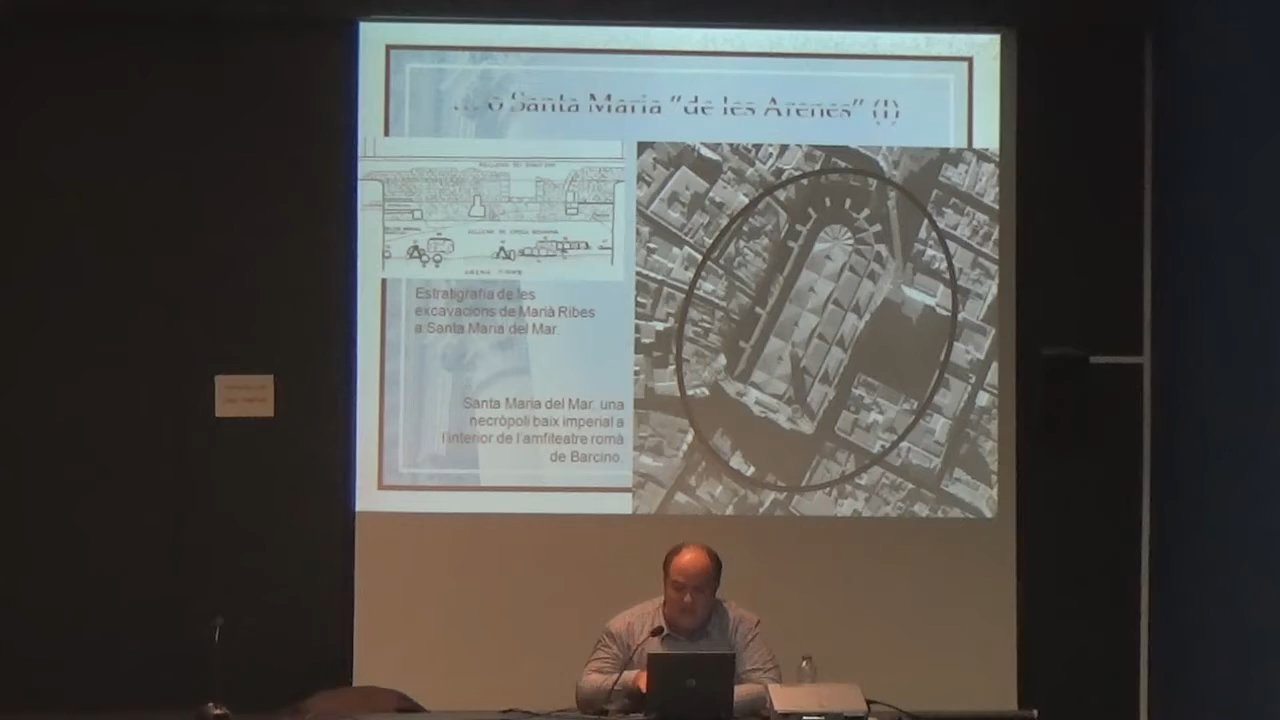 ... o Santa Maria “de les Arenes” (I)
Estratigrafia de les
excavacions de Marià Ribes
a Santa Maria del Mar.
Santa Maria del Mar, una
necròpoli baix imperial a
l'interior de l'amfiteatre romà
de Barcino.